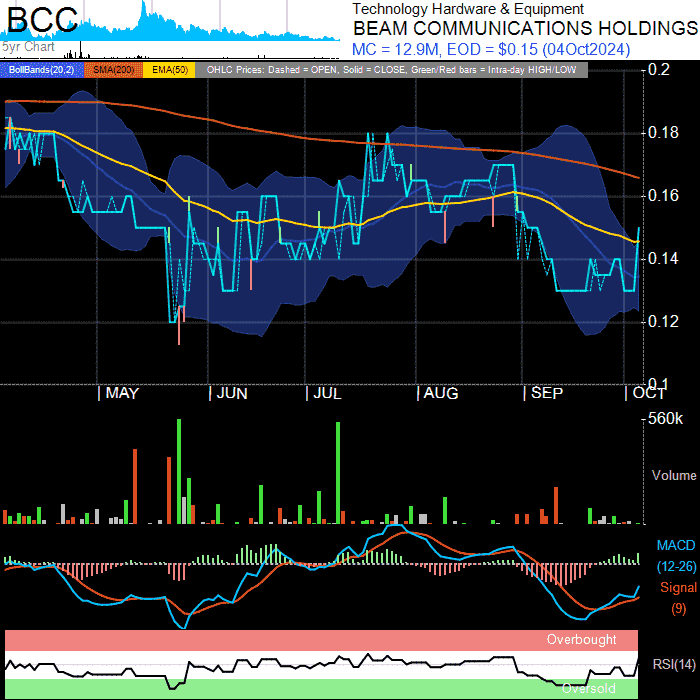 BCC
5yr Chart
Technology Hardware & Equipment
BEAM COMMUNICATIONS HOLDINGS
MC = 12.9M, EOD = $0.15 (04Oct2024)
BollBands(20,2) SMA(200) EMA(50) OHLC Prices: Dashed = OPEN, Solid = CLOSE, Green/Red bars = Intra-day HIGH/LOW
0.2
0.18
0.16
0.14
0.12
0.1
MAY JUN JUL AUG SEP OCT
560k
Volume
MACD
(12-26)
Signal
(9)
Overbought
RSI(14)
Oversold